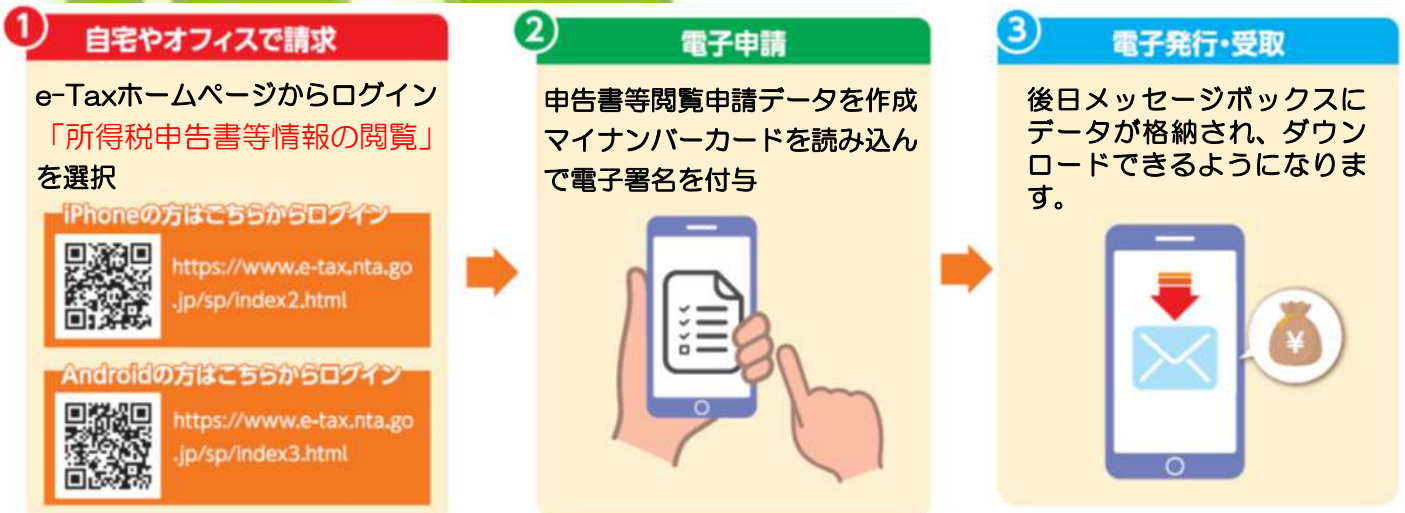 1
自宅やオフィスで請求
e-Taxホームページからログイン
「所得税申告書等情報の閲覧」
を選択
iPhoneの方はこちらからログイン
https://www.e-tax.nta.go
.jp/sp/index2.html
Androidの方はこちらからログイン
https://www.e-tax.nta.go
.jp/sp/index3.html
2
電子申請
申告書等閲覧申請データを作成
マイナンバーカードを読み込ん
で電子署名を付与
3
電子発行・受取
後日メッセージボックスに
データが格納され、ダウン
ロードできるようになりま
す。
¥